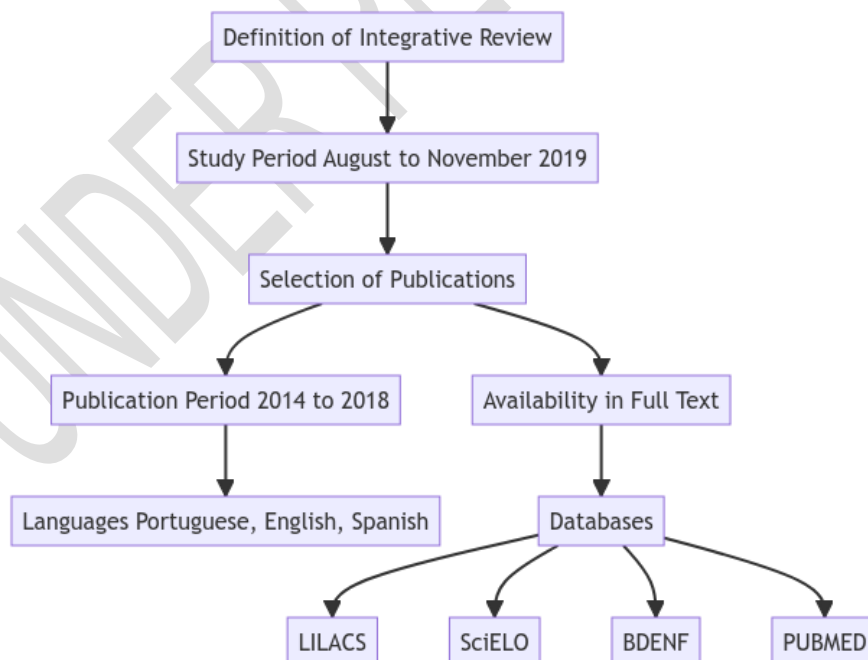 Definition of Integrative Review
Study Period August to November 2019
Selection of Publications
Publication Period 2014 to 2018
Availability in Full Text
Languages Portuguese, English, Spanish
Databases
LILACS
SciELO
BDENF
PUBMED
UNDER